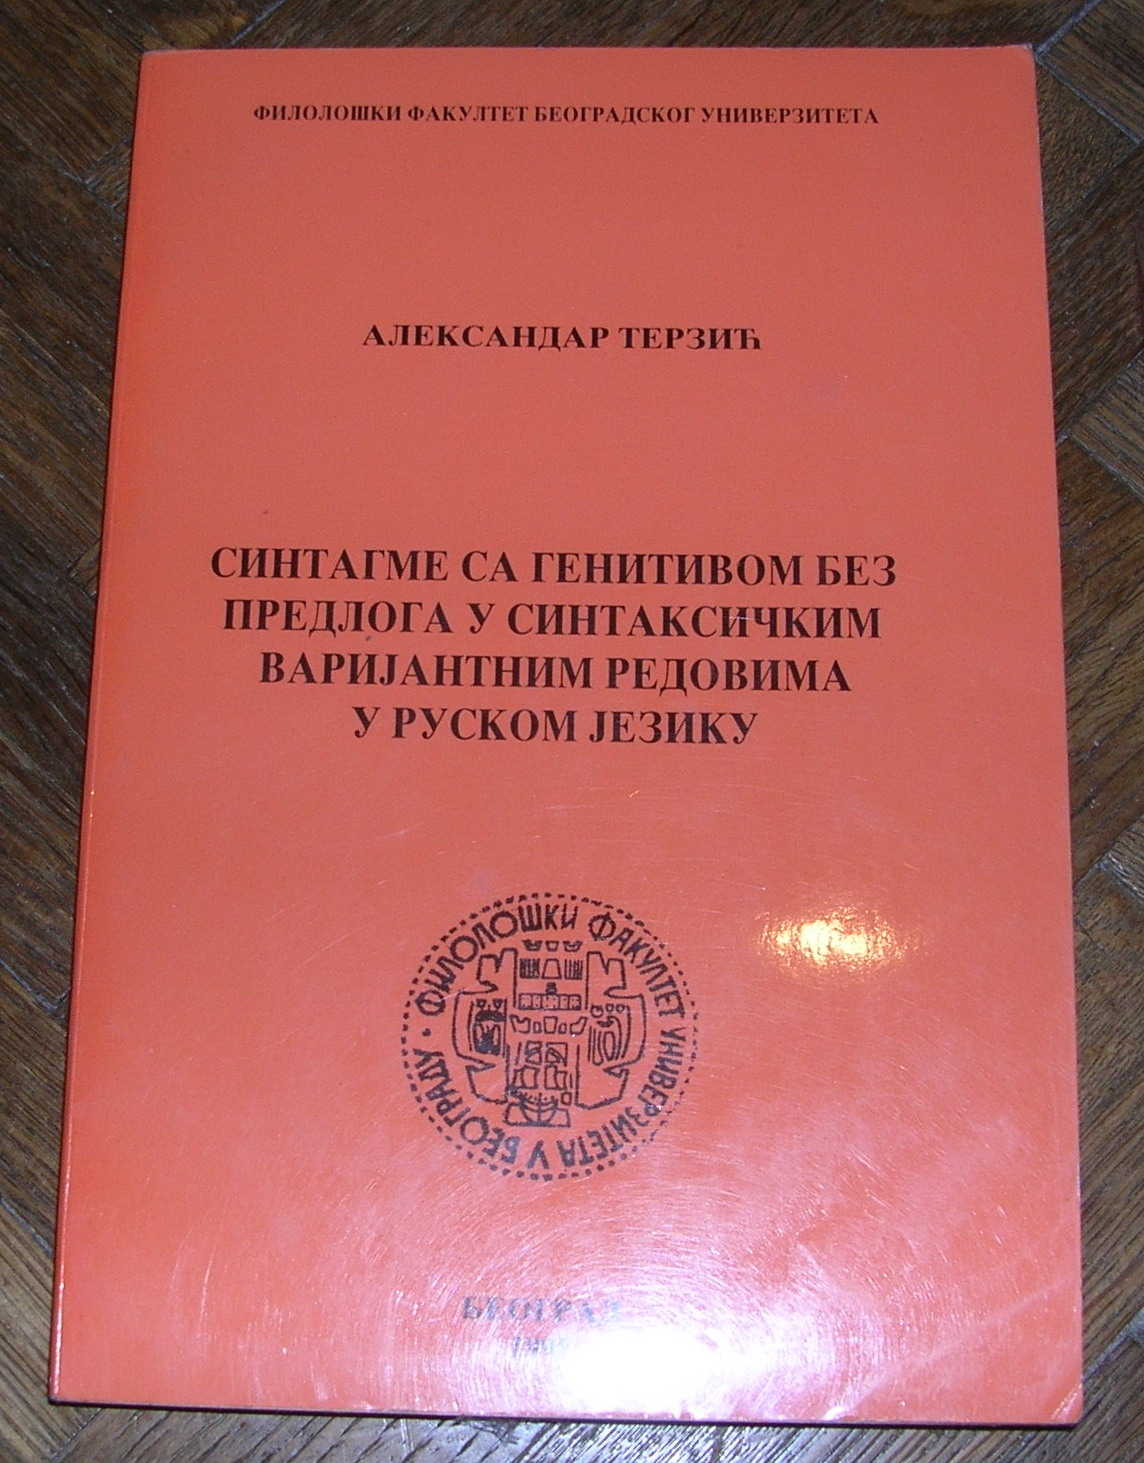 ФИЛОЛОШКИ ФАКУЛТЕТ БЕОГРАДСКОГ УНИВЕРЗИТЕТА
АЛЕКСАНДАР ТЕРЗИЋ
СИНТАГМЕ СА ГЕНИТИВОМ БЕЗ
ПРЕДЛОГА У СИНТАКСИЧКИМ
ВАРИЈАНТНИМ РЕДОВИМА
У РУСКОМ ЈЕЗИКУ
ФИЛОЛОШКИ ФАКУЛТЕТ УНИВЕРЗИТЕТА У БЕОГРАДУ
БЕОГРАД